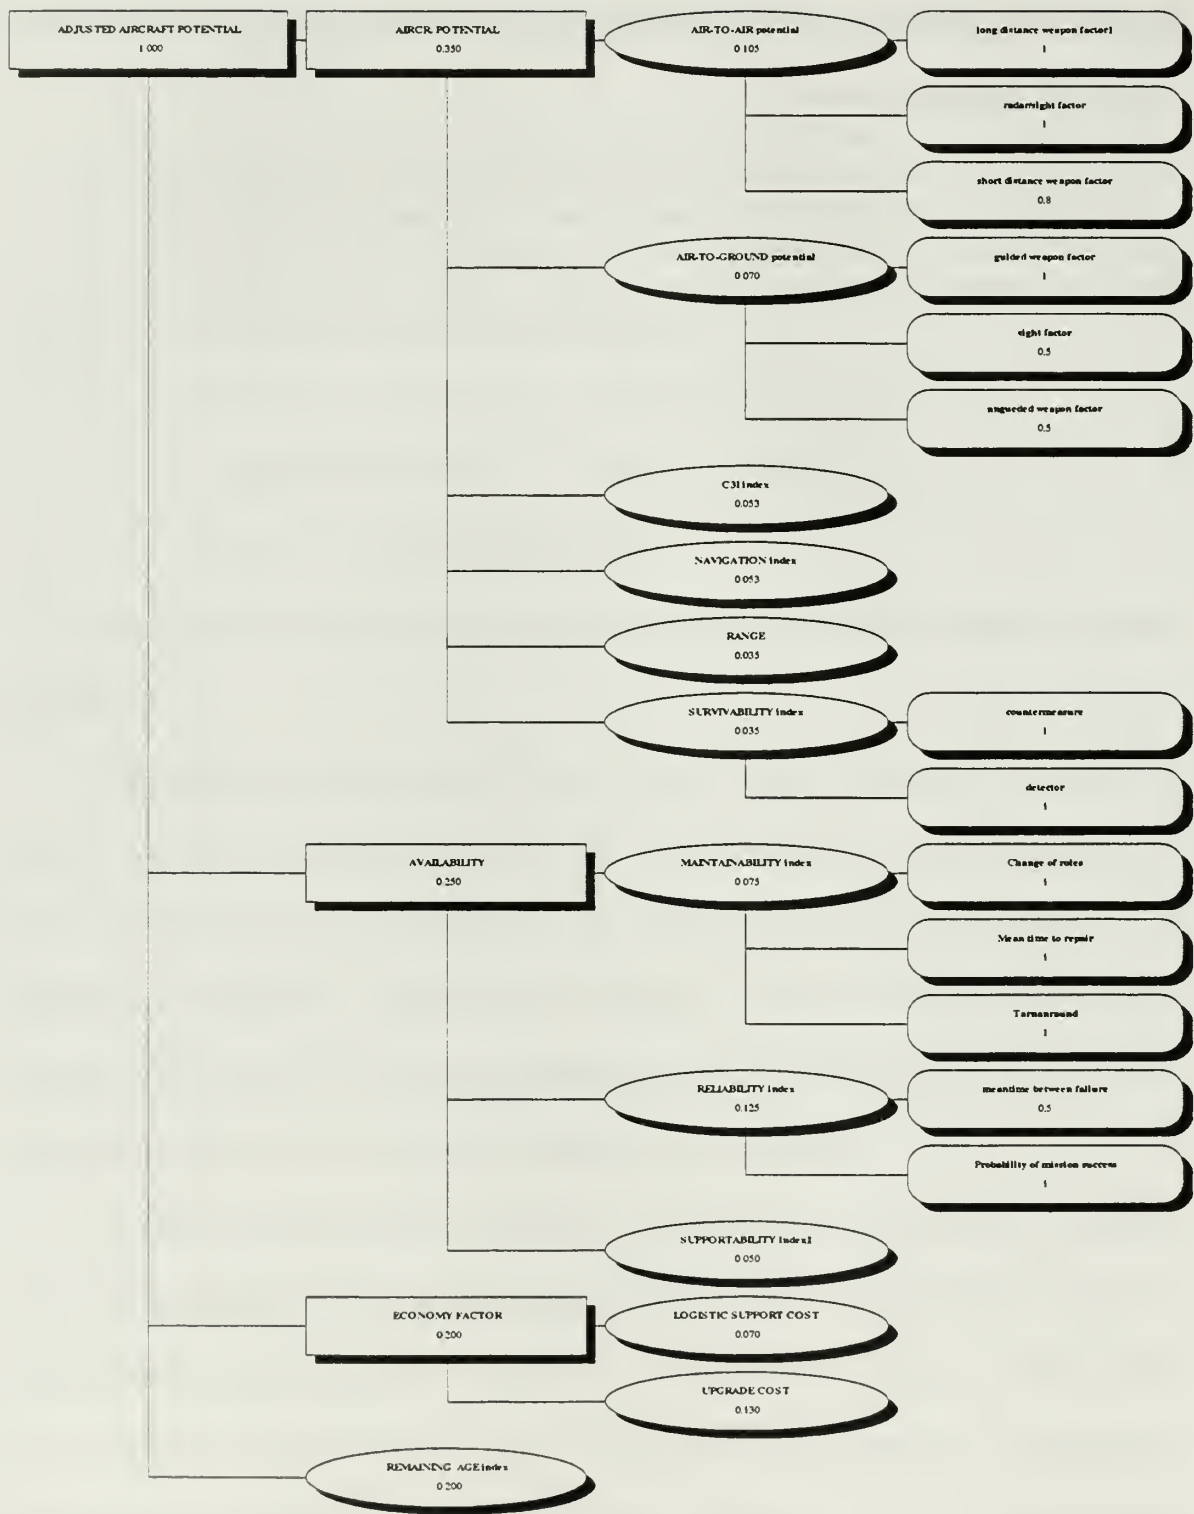 ADJUSTED AIRCRAFT POTENTIAL
1.000
AIRCR. POTENTIAL
0.350
AIR-TO-AIR potential
0.105
long distance weapon factor1
1
radar/sight factor
1
short distance weapon factor
0.8
AIR-TO-GROUND potential
0.070
guided weapon factor
1
sight factor
0.5
ungueded weapon factor
0.5
C3I index
0.053
NAVIGATION index
0.053
RANGE
0.035
SURVIVABILITY index
0.035
countermeasure
1
detector
1
AVAILABILITY
0.250
MAINTAINABILITY index
0.075
Change of roles
1
Mean time to repair
1
Tarnaround
1
RELIABILITY index
0.125
meantime between failure
0.5
Probability of mission success
1
SUPPORTABILITY index1
0.050
ECONOMY FACTOR
0.200
LOGISTIC SUPPORT COST
0.070
UPGRADE COST
0.130
REMAINING AGE index
0.200